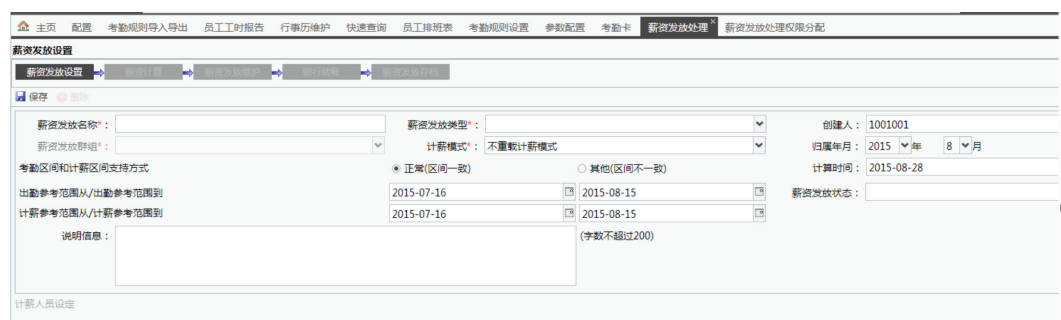 主页 配置 考勤规则导入导出 员工工时报告 行事历维护 快速查询 员工排班表 考勤规则设置 参数配置 考勤卡 薪资发放处理 × 薪资发放处理权限分配
薪资发放设置
薪资发放设置 薪资计算 薪资发放维护 银行转账 薪资发放存档
保存 删除
薪资发放名称*： 薪资发放类型*： 创建人： 1001001
薪资发放群组*： 计薪模式*： 不重载计薪模式 归属年月： 2015 年 8 月
考勤区间和计薪区间支持方式 正常(区间一致) 其他(区间不一致) 计算时间： 2015-08-28
出勤参考范围从/出勤参考范围到 2015-07-16 2015-08-15 薪资发放状态：
计薪参考范围从/计薪参考范围到 2015-07-16 2015-08-15
说明信息： (字数不超过200)
计薪人员设定